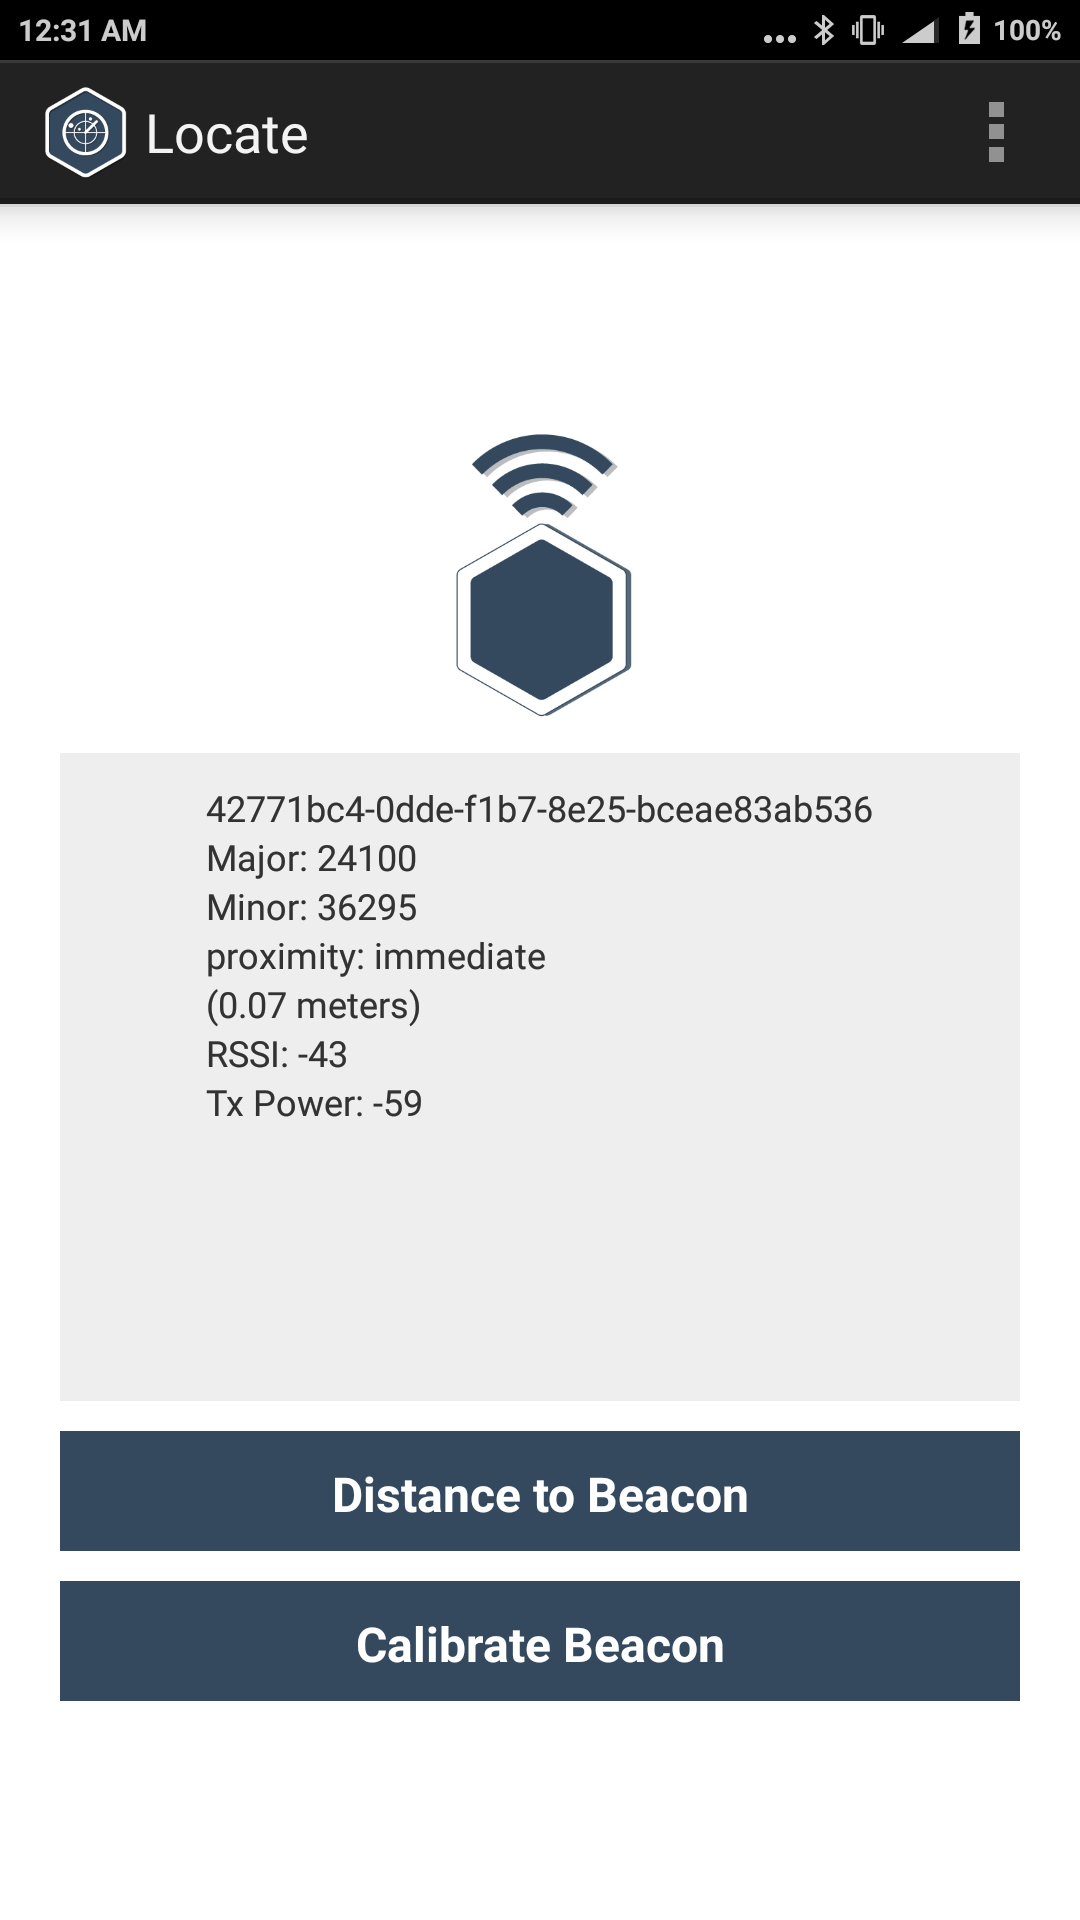 12:31 AM
100%
Locate
42771bc4-0dde-f1b7-8e25-bceae83ab536
Major: 24100
Minor: 36295
proximity: immediate
(0.07 meters)
RSSI: -43
Tx Power: -59
Distance to Beacon
Calibrate Beacon